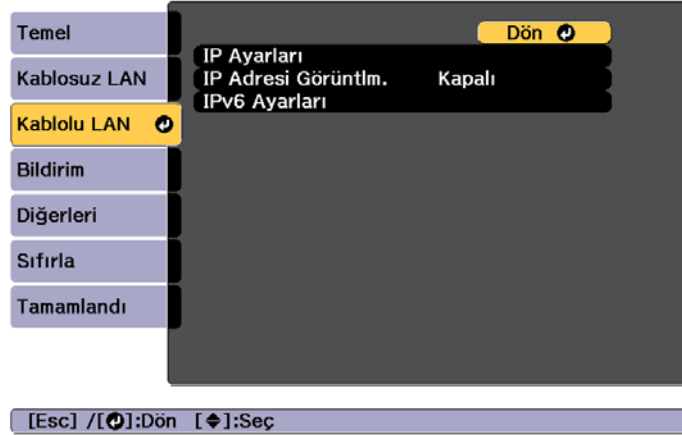 Temel
Kablosuz LAN
Kablolu LAN
Bildirim
Diğerleri
Sıfırla
Tamamlandı
Dön
IP Ayarları
IP Adresi Görüntlm. Kapalı
IPv6 Ayarları
[Esc] /[]:Dön []:Seç